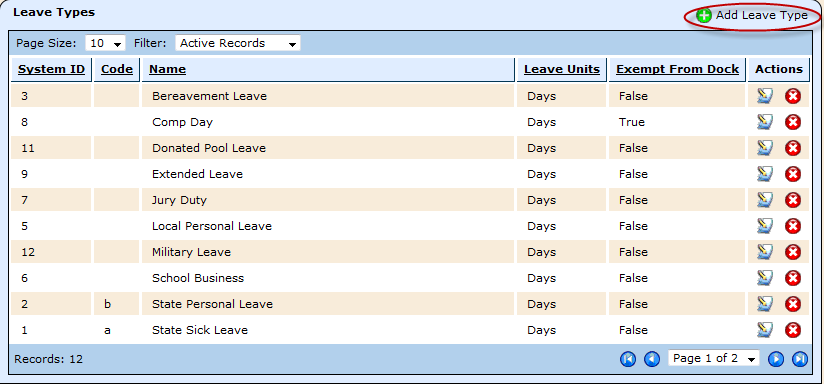 Leave Types
Add Leave Type
Page Size: 10 Filter: Active Records
System ID Code Name Leave Units Exempt From Dock Actions
3 Bereavement Leave Days False
8 Comp Day Days True
11 Donated Pool Leave Days False
9 Extended Leave Days False
7 Jury Duty Days False
5 Local Personal Leave Days False
12 Military Leave Days False
6 School Business Days False
2 b State Personal Leave Days False
1 a State Sick Leave Days False
Records: 12 Page 1 of 2